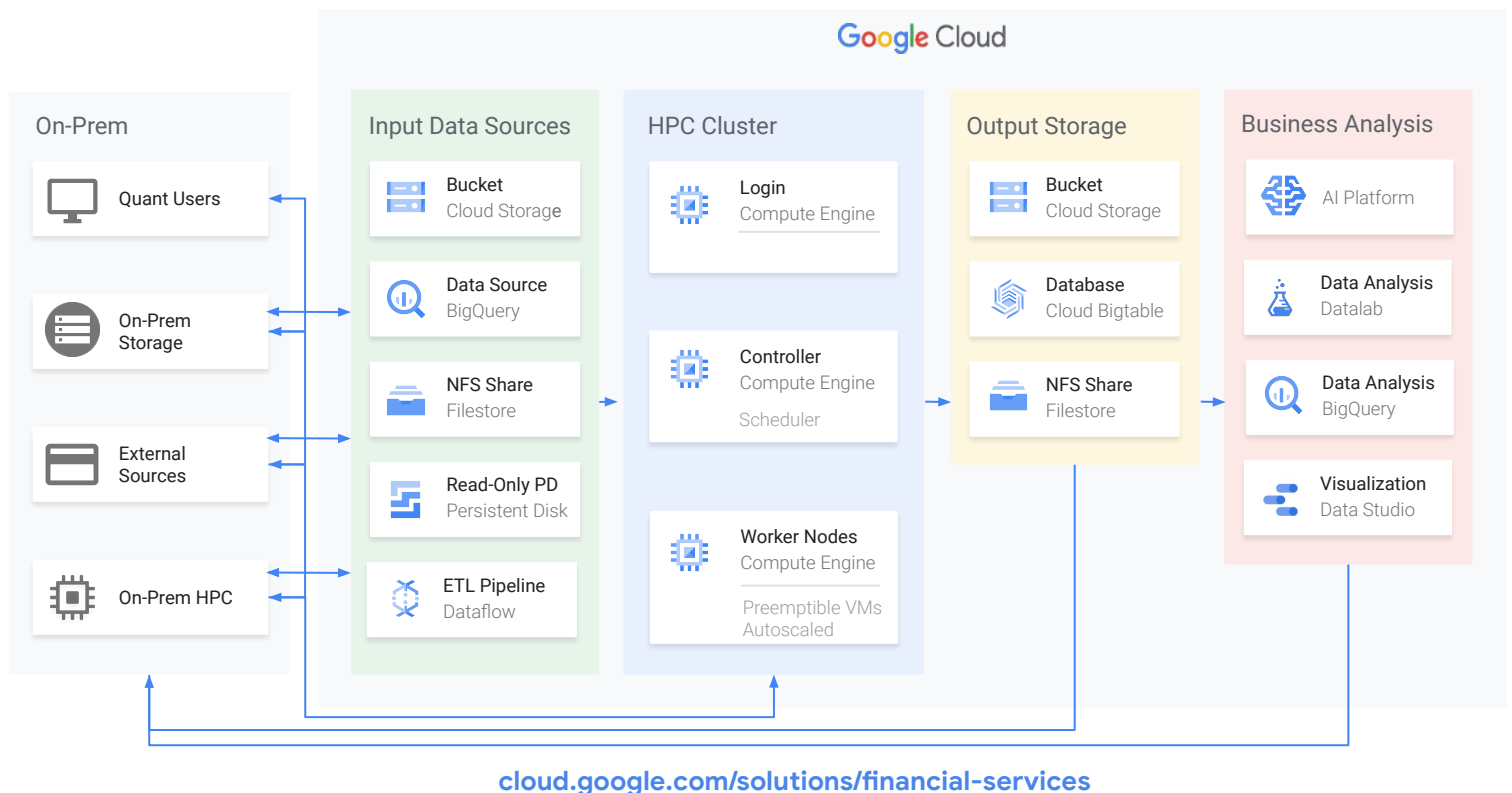 Google Cloud
On-Prem
Quant Users
On-Prem
Storage
External
Sources
On-Prem HPC
Input Data Sources
Bucket
Cloud Storage
Data Source
BigQuery
NFS Share
Filestore
Read-Only PD
Persistent Disk
ETL Pipeline
Dataflow
HPC Cluster
Login
Compute Engine
Controller
Compute Engine
Scheduler
Worker Nodes
Compute Engine
Preemptible VMs
Autoscaled
Output Storage
Bucket
Cloud Storage
Database
Cloud Bigtable
NFS Share
Filestore
Business Analysis
AI Platform
Data Analysis
Datalab
Data Analysis
BigQuery
Visualization
Data Studio
cloud.google.com/solutions/financial-services